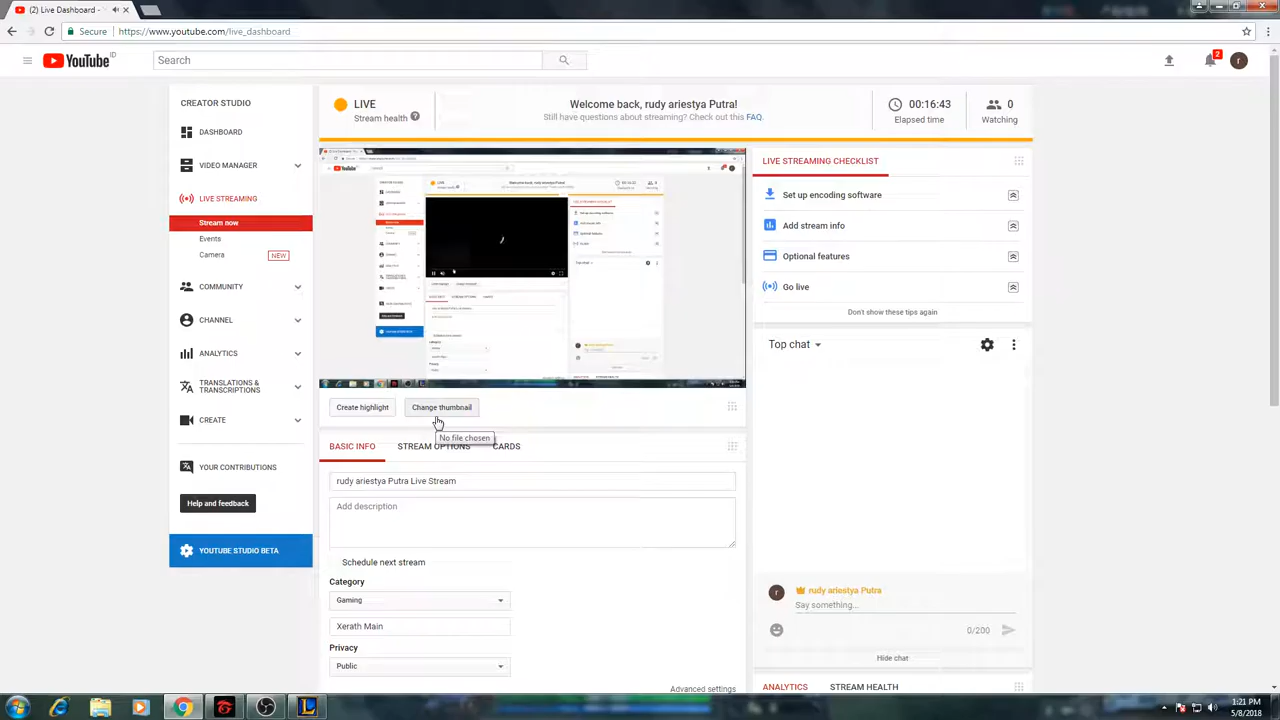 (2) Live Dashboard -
Secure
https://www.youtube.com/live_dashboard
YouTube ID
Search
2
r
CREATOR STUDIO
DASHBOARD
VIDEO MANAGER
LIVE STREAMING
Stream now
Events
Camera
NEW
COMMUNITY
CHANNEL
ANALYTICS
TRANSLATIONS &
TRANSCRIPTIONS
CREATE
YOUR CONTRIBUTIONS
Help and feedback
YOUTUBE STUDIO BETA
LIVE
Stream health ?
Welcome back, rudy ariestya Putra!
Still have questions about streaming? Check out this FAQ.
00:16:43
Elapsed time
0
Watching
Create highlight
Change thumbnail
No file chosen
BASIC INFO
STREAM OPTIONS
CARDS
rudy ariestya Putra Live Stream
Add description
Schedule next stream
Category
Gaming
Xerath Main
Privacy
Public
Advanced settings
LIVE STREAMING CHECKLIST
Set up encoding software
Add stream info
Optional features
Go live
Don't show these tips again
Top chat
r
rudy ariestya Putra
Say something...
0/200
Hide chat
ANALYTICS
STREAM HEALTH
1:21 PM
5/8/2018